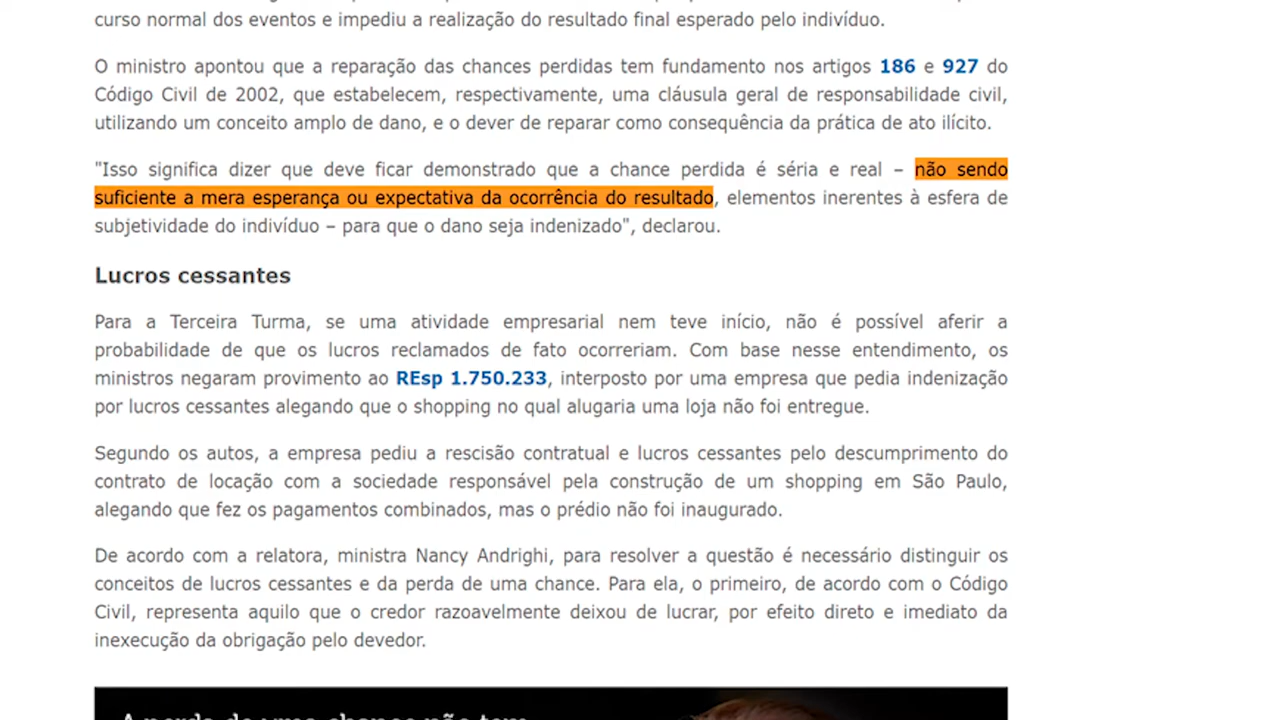 curso normal dos eventos e impediu a realização do resultado final esperado pelo indivíduo.
O ministro apontou que a reparação das chances perdidas tem fundamento nos artigos 186 e 927 do
Código Civil de 2002, que estabelecem, respectivamente, uma cláusula geral de responsabilidade civil,
utilizando um conceito amplo de dano, e o dever de reparar como consequência da prática de ato ilícito.
"Isso significa dizer que deve ficar demonstrado que a chance perdida é séria e real – não sendo
suficiente a mera esperança ou expectativa da ocorrência do resultado, elementos inerentes à esfera de
subjetividade do indivíduo – para que o dano seja indenizado", declarou.
Lucros cessantes
Para a Terceira Turma, se uma atividade empresarial nem teve início, não é possível aferir a
probabilidade de que os lucros reclamados de fato ocorreriam. Com base nesse entendimento, os
ministros negaram provimento ao REsp 1.750.233, interposto por uma empresa que pedia indenização
por lucros cessantes alegando que o shopping no qual alugaria uma loja não foi entregue.
Segundo os autos, a empresa pediu a rescisão contratual e lucros cessantes pelo descumprimento do
contrato de locação com a sociedade responsável pela construção de um shopping em São Paulo,
alegando que fez os pagamentos combinados, mas o prédio não foi inaugurado.
De acordo com a relatora, ministra Nancy Andrighi, para resolver a questão é necessário distinguir os
conceitos de lucros cessantes e da perda de uma chance. Para ela, o primeiro, de acordo com o Código
Civil, representa aquilo que o credor razoavelmente deixou de lucrar, por efeito direto e imediato da
inexecução da obrigação pelo devedor.
A perda de uma chance não tem